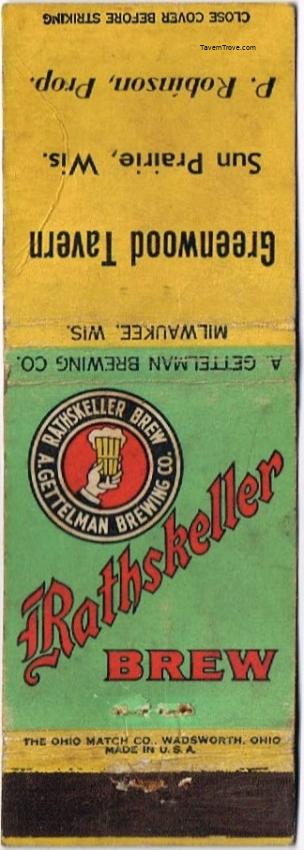 CLOSE COVER BEFORE STRIKING
TavernTrove.com
P. Robinson, Prop.
Sun Prairie, Wis.
Greenwood Tavern
MILWAUKEE, WIS.
A. GETTELMAN BREWING CO.
RATHSKELLER BREW
A. GETTELMAN BREWING CO.
Rathskeller
BREW
THE OHIO MATCH CO., WADSWORTH, OHIO
MADE IN U.S.A.